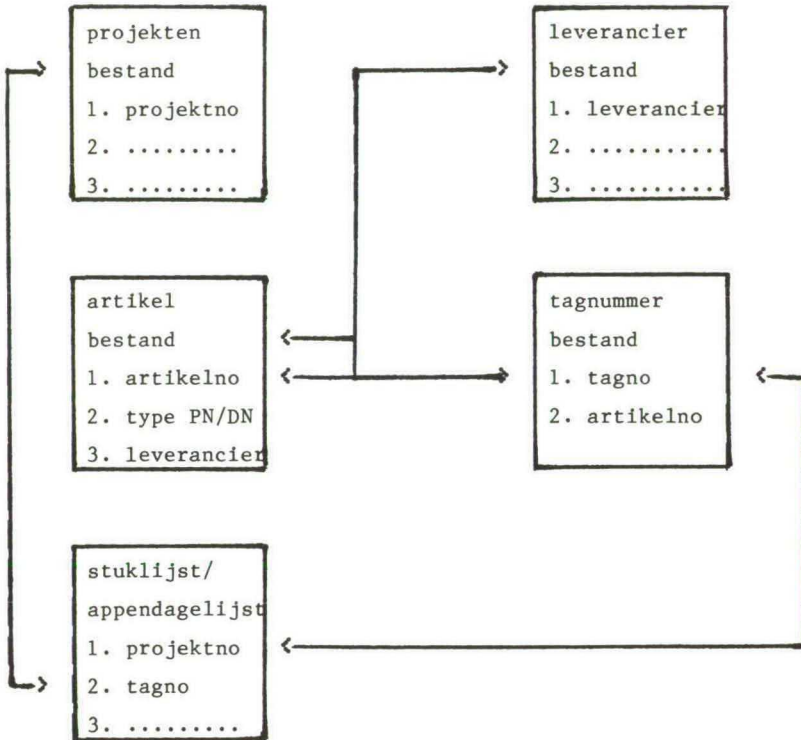 projekten
bestand
1. projektno
2. .........
3. .........
leverancier
bestand
1. leverancier
2. ...........
3. ...........
artikel
bestand
1. artikelno
2. type PN/DN
3. leverancier
tagnummer
bestand
1. tagno
2. artikelno
stuklijst/
appendagelijst
1. projektno
2. tagno
3. .........